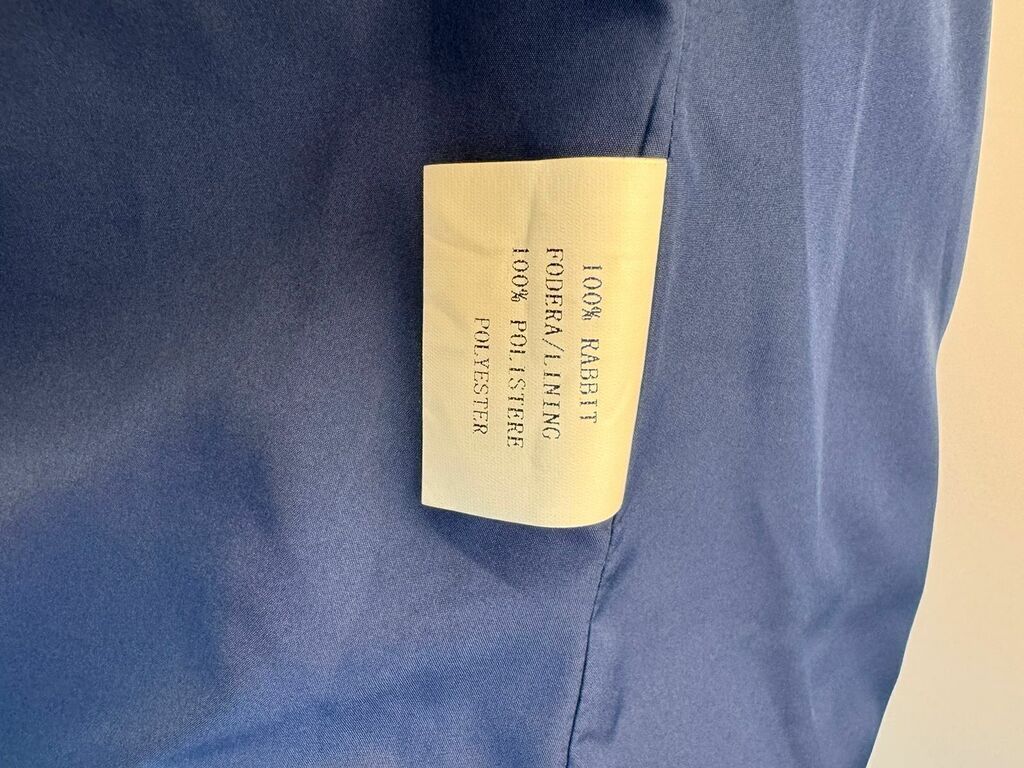 100% RABBIT
FODERA/LINING
100% POLISTERE
POLYESTER